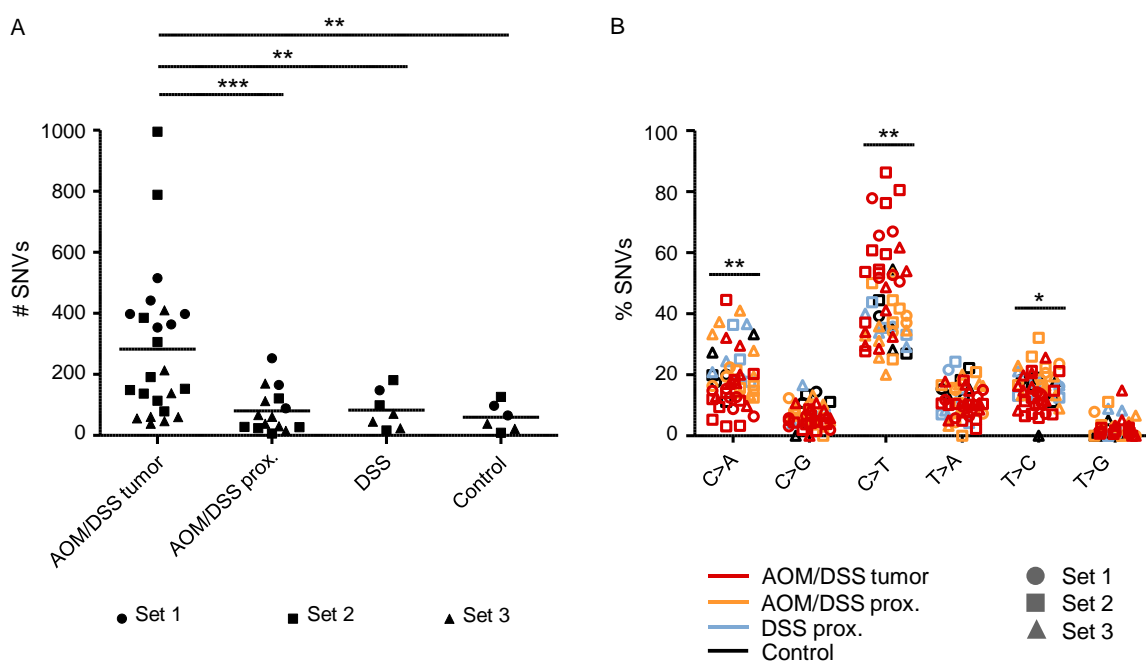 A
**
**
***
# SNVs
1000
800
600
400
200
0
AOM/DSS tumor
AOM/DSS prox.
DSS
Control
Set 1
Set 2
Set 3
B
% SNVs
100
80
60
40
20
0
**
**
*
C>A
C>G
C>T
T>A
T>C
T>G
AOM/DSS tumor
AOM/DSS prox.
DSS prox.
Control
Set 1
Set 2
Set 3